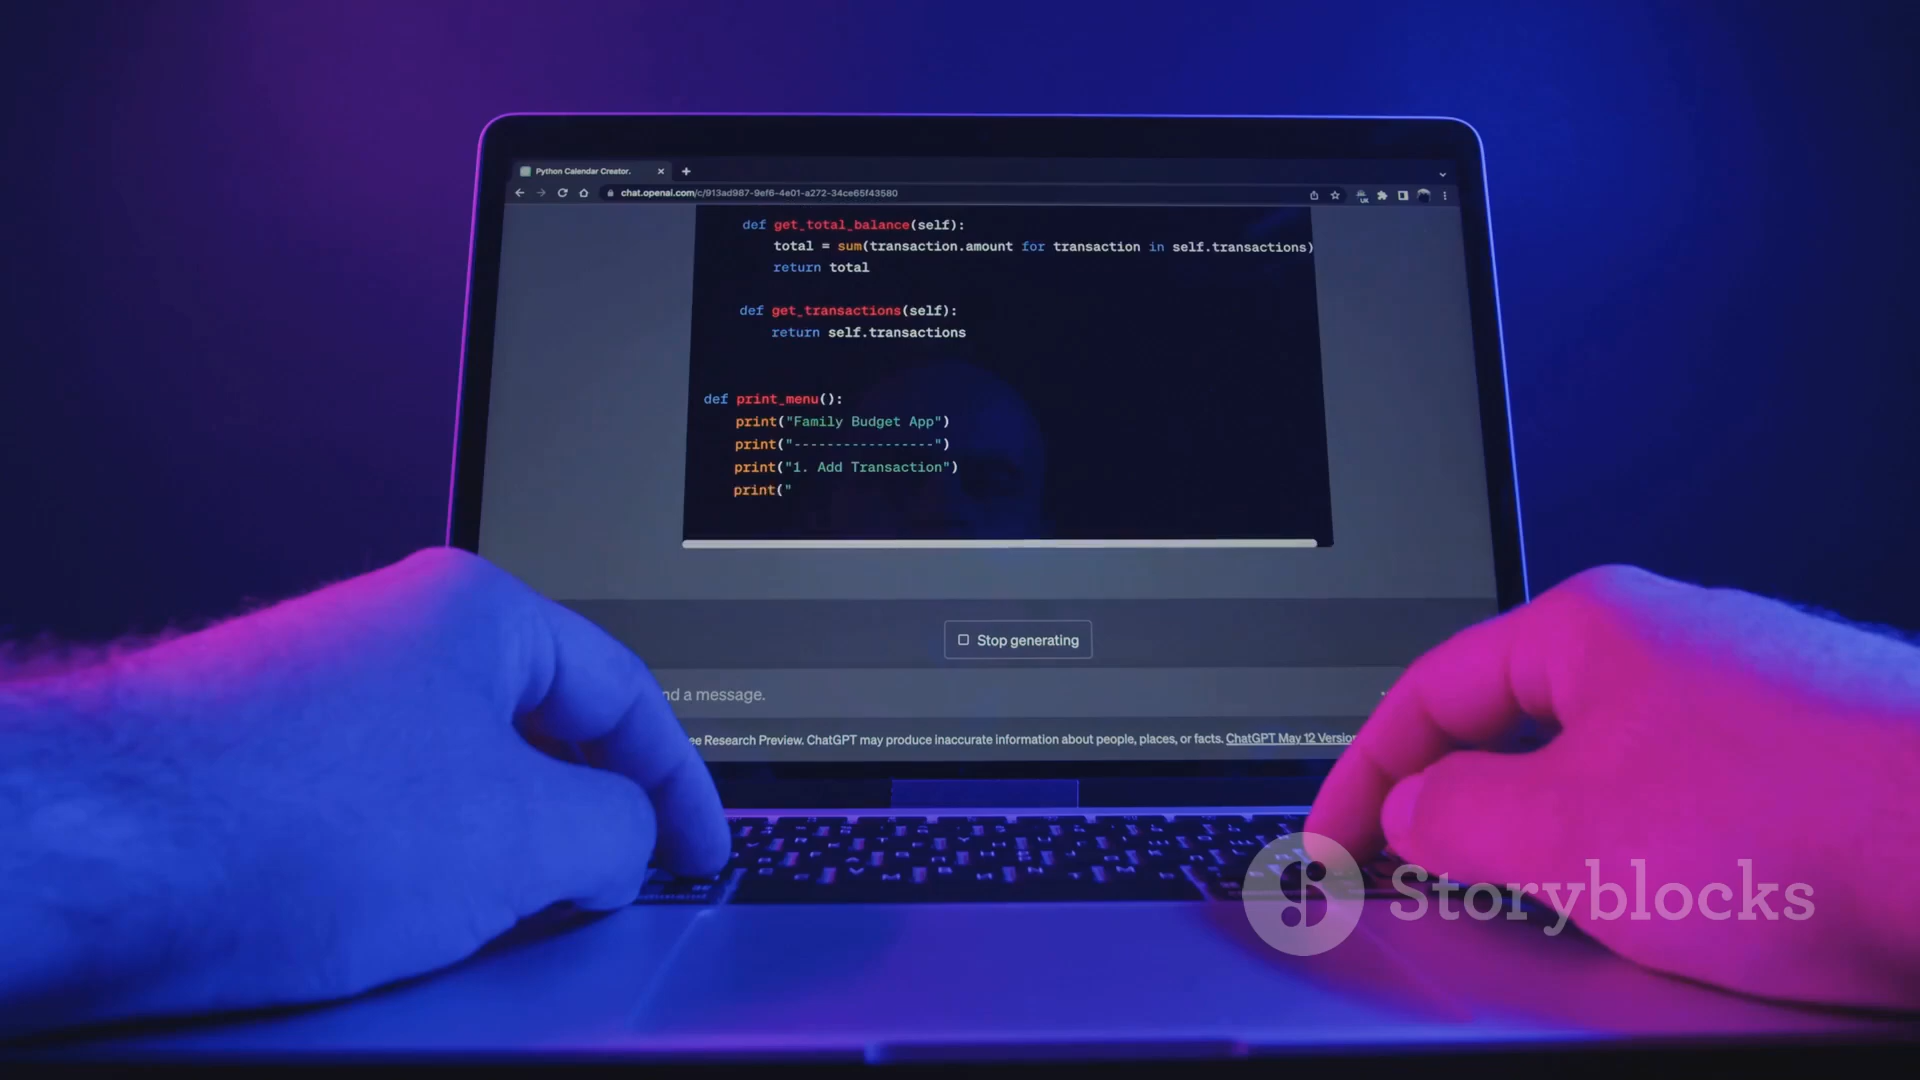 Python Calendar Creator.
chat.openai.com/c/913ad987-9ef6-4e01-a272-34ce65f43580
def get_total_balance(self):
total = sum(transaction.amount for transaction in self.transactions)
return total
def get_transactions(self):
return self.transactions
def print_menu():
print("Family Budget App")
print("-----------------")
print("1. Add Transaction")
print("
Stop generating
nd a message.
ee Research Preview. ChatGPT may produce inaccurate information about people, places, or facts. ChatGPT May 12 Version
Storyblocks